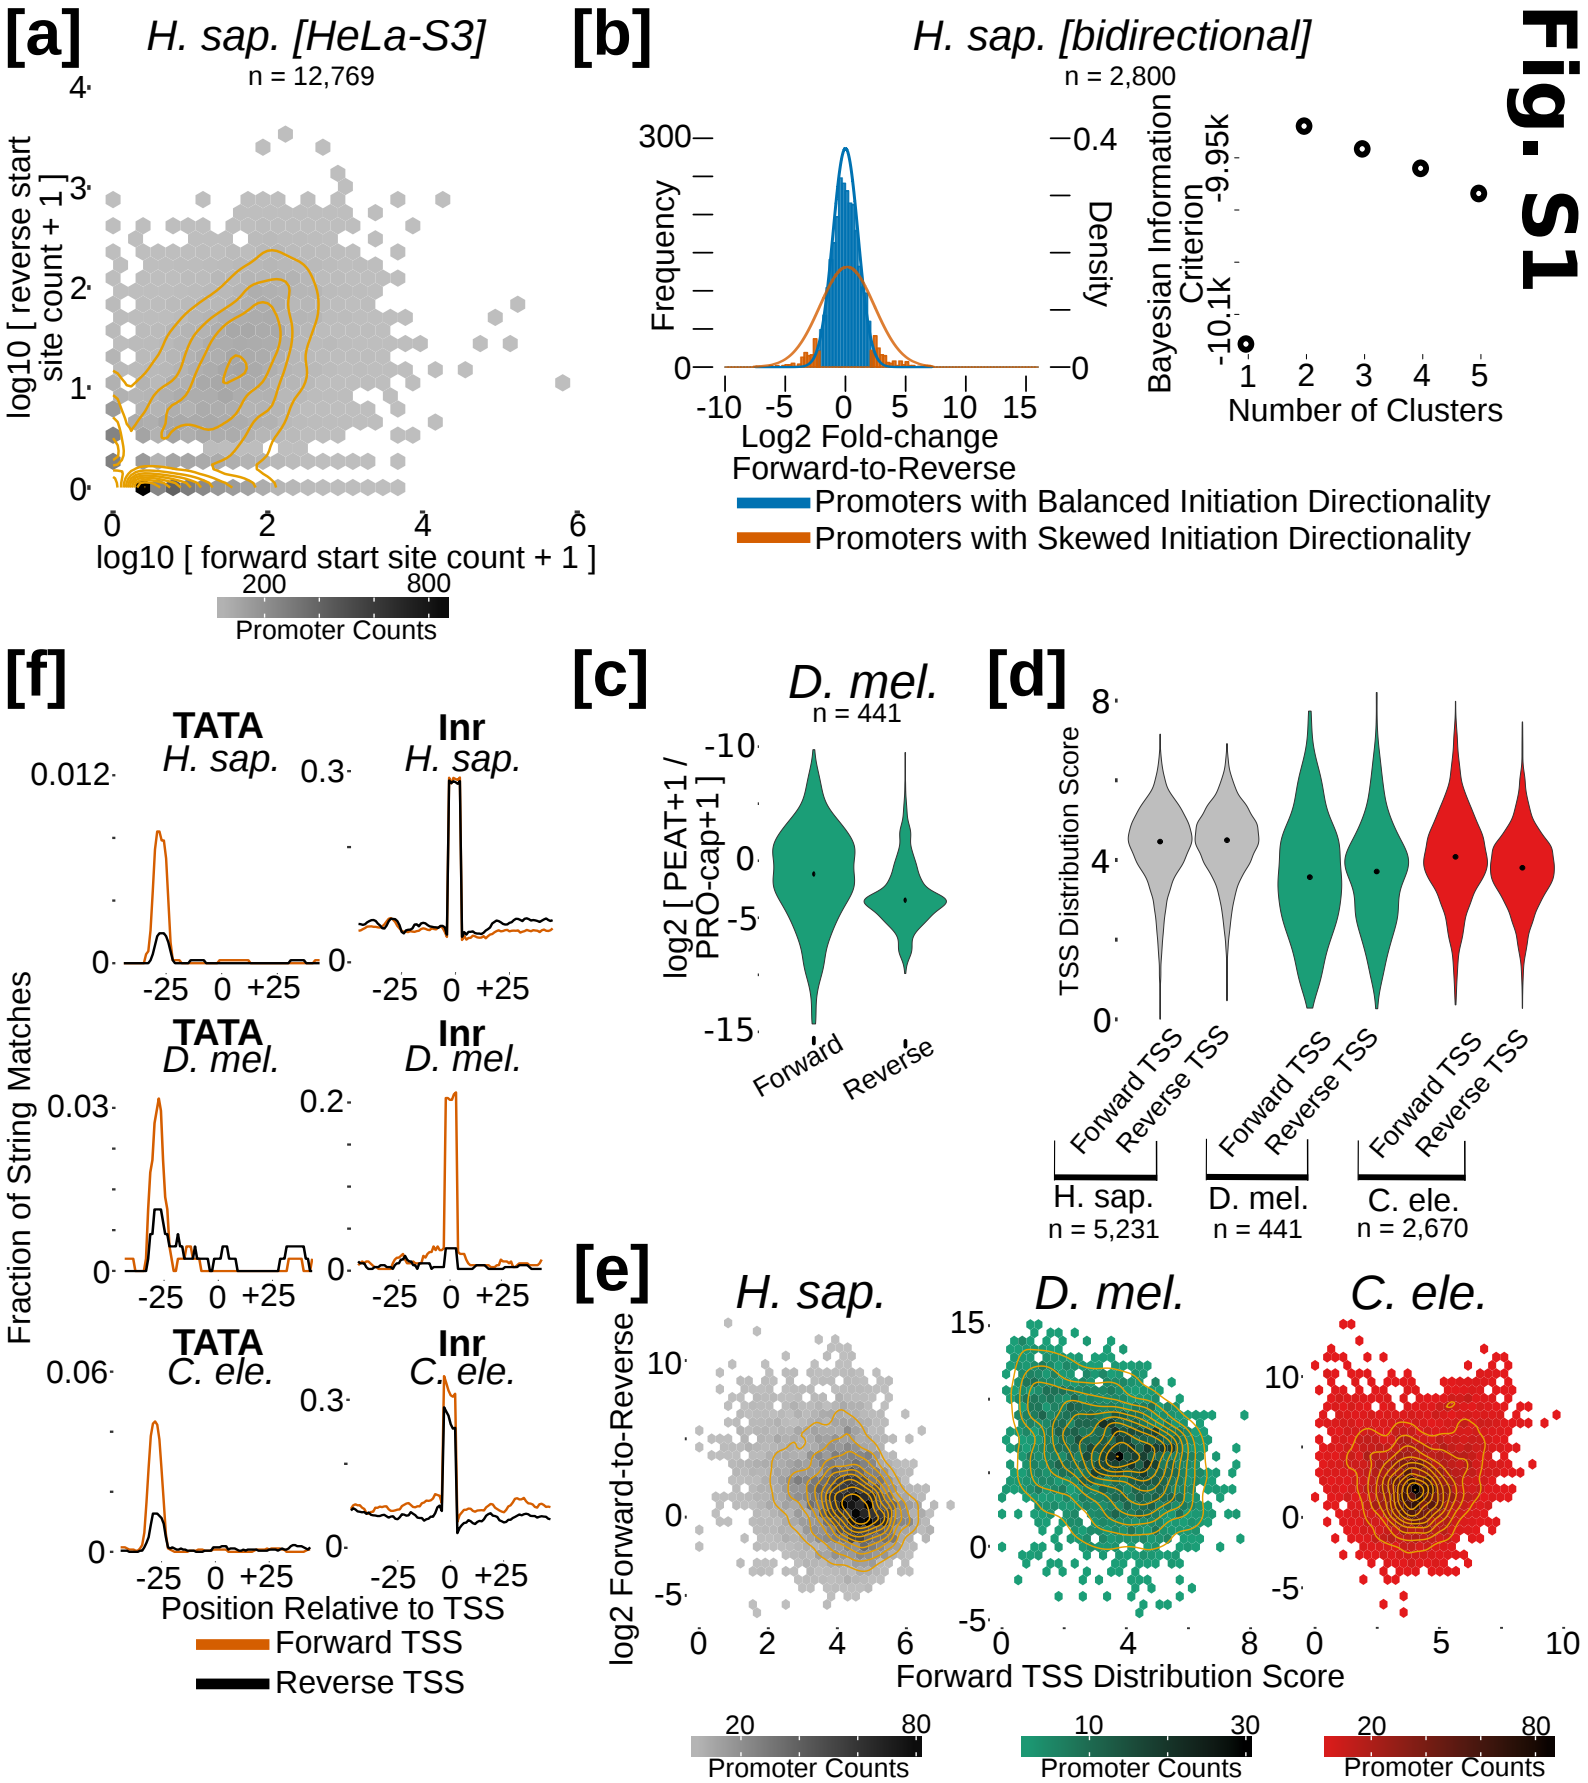 Fig. S1
[a]
H. sap. [HeLa-S3]
n = 12,769
log10 [ reverse start
site count + 1 ]
4
3
2
1
0
0 2 4 6
log10 [ forward start site count + 1 ]
200 800
Promoter Counts
[b]
H. sap. [bidirectional]
n = 2,800
300
0
Frequency
0.4
0
Density
-10 -5 0 5 10 15
Log2 Fold-change
Forward-to-Reverse
Bayesian Information
Criterion
-9.95k
-10.1k
1 2 3 4 5
Number of Clusters
Promoters with Balanced Initiation Directionality
Promoters with Skewed Initiation Directionality
[f]
Fraction of String Matches
TATA
H. sap.
0.012
0
-25 0 +25
Inr
H. sap.
0.3
0
-25 0 +25
TATA
D. mel.
0.03
0
-25 0 +25
Inr
D. mel.
0.2
0
-25 0 +25
TATA
C. ele.
0.06
0
-25 0 +25
Inr
C. ele.
0.3
0
-25 0 +25
Position Relative to TSS
Forward TSS
Reverse TSS
[c]
D. mel.
n = 441
log2 [ PEAT+1 /
PRO-cap+1 ]
-10
0
-5
-15
Forward
Reverse
[d]
TSS Distribution Score
8
4
0
Forward TSS
Reverse TSS
Forward TSS
Reverse TSS
Forward TSS
Reverse TSS
H. sap.
n = 5,231
D. mel.
n = 441
C. ele.
n = 2,670
[e]
log2 Forward-to-Reverse
H. sap.
10
0
-5
0 2 4 6
D. mel.
15
0
-5
0 4 8
C. ele.
10
0
-5
0 5 10
Forward TSS Distribution Score
20 80
Promoter Counts
10 30
Promoter Counts
20 80
Promoter Counts